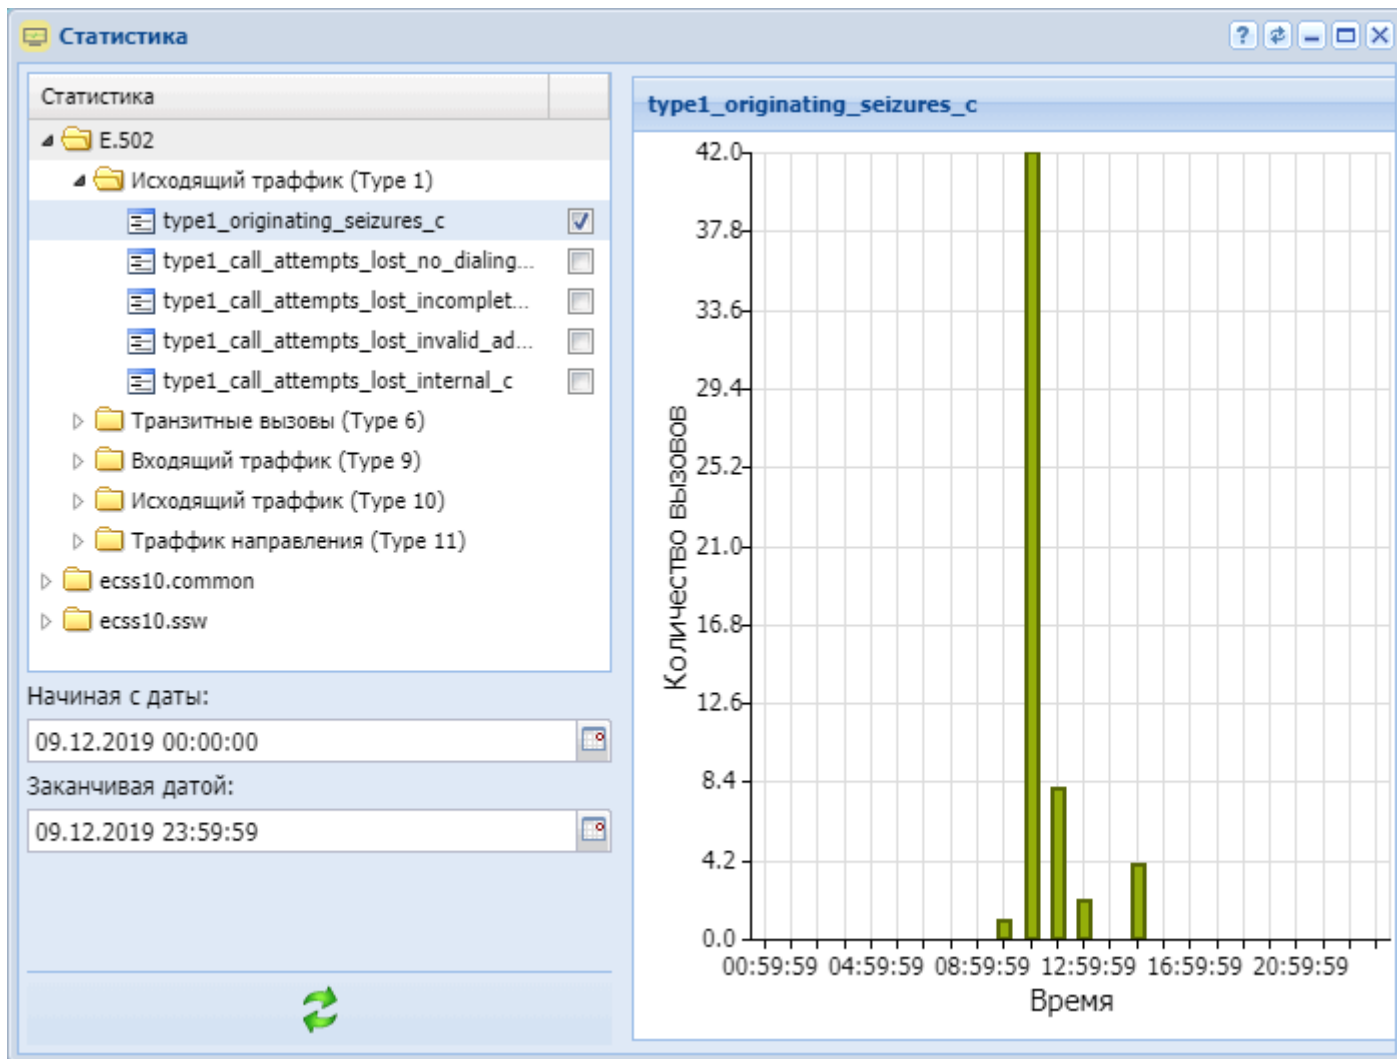 Статистика
Статистика
E.502
Исходящий траффик (Type 1)
type1_originating_seizures_c
type1_call_attempts_lost_no_dialing...
type1_call_attempts_lost_incomplet...
type1_call_attempts_lost_invalid_ad...
type1_call_attempts_lost_internal_c
Транзитные вызовы (Type 6)
Входящий траффик (Type 9)
Исходящий траффик (Type 10)
Траффик направления (Type 11)
ecss10.common
ecss10.ssw
Начиная с даты:
09.12.2019 00:00:00
Заканчивая датой:
09.12.2019 23:59:59
type1_originating_seizures_c
Количество вызовов
42.0
37.8
33.6
29.4
25.2
21.0
16.8
12.6
8.4
4.2
0.0
00:59:59 04:59:59 08:59:59 12:59:59 16:59:59 20:59:59
Время